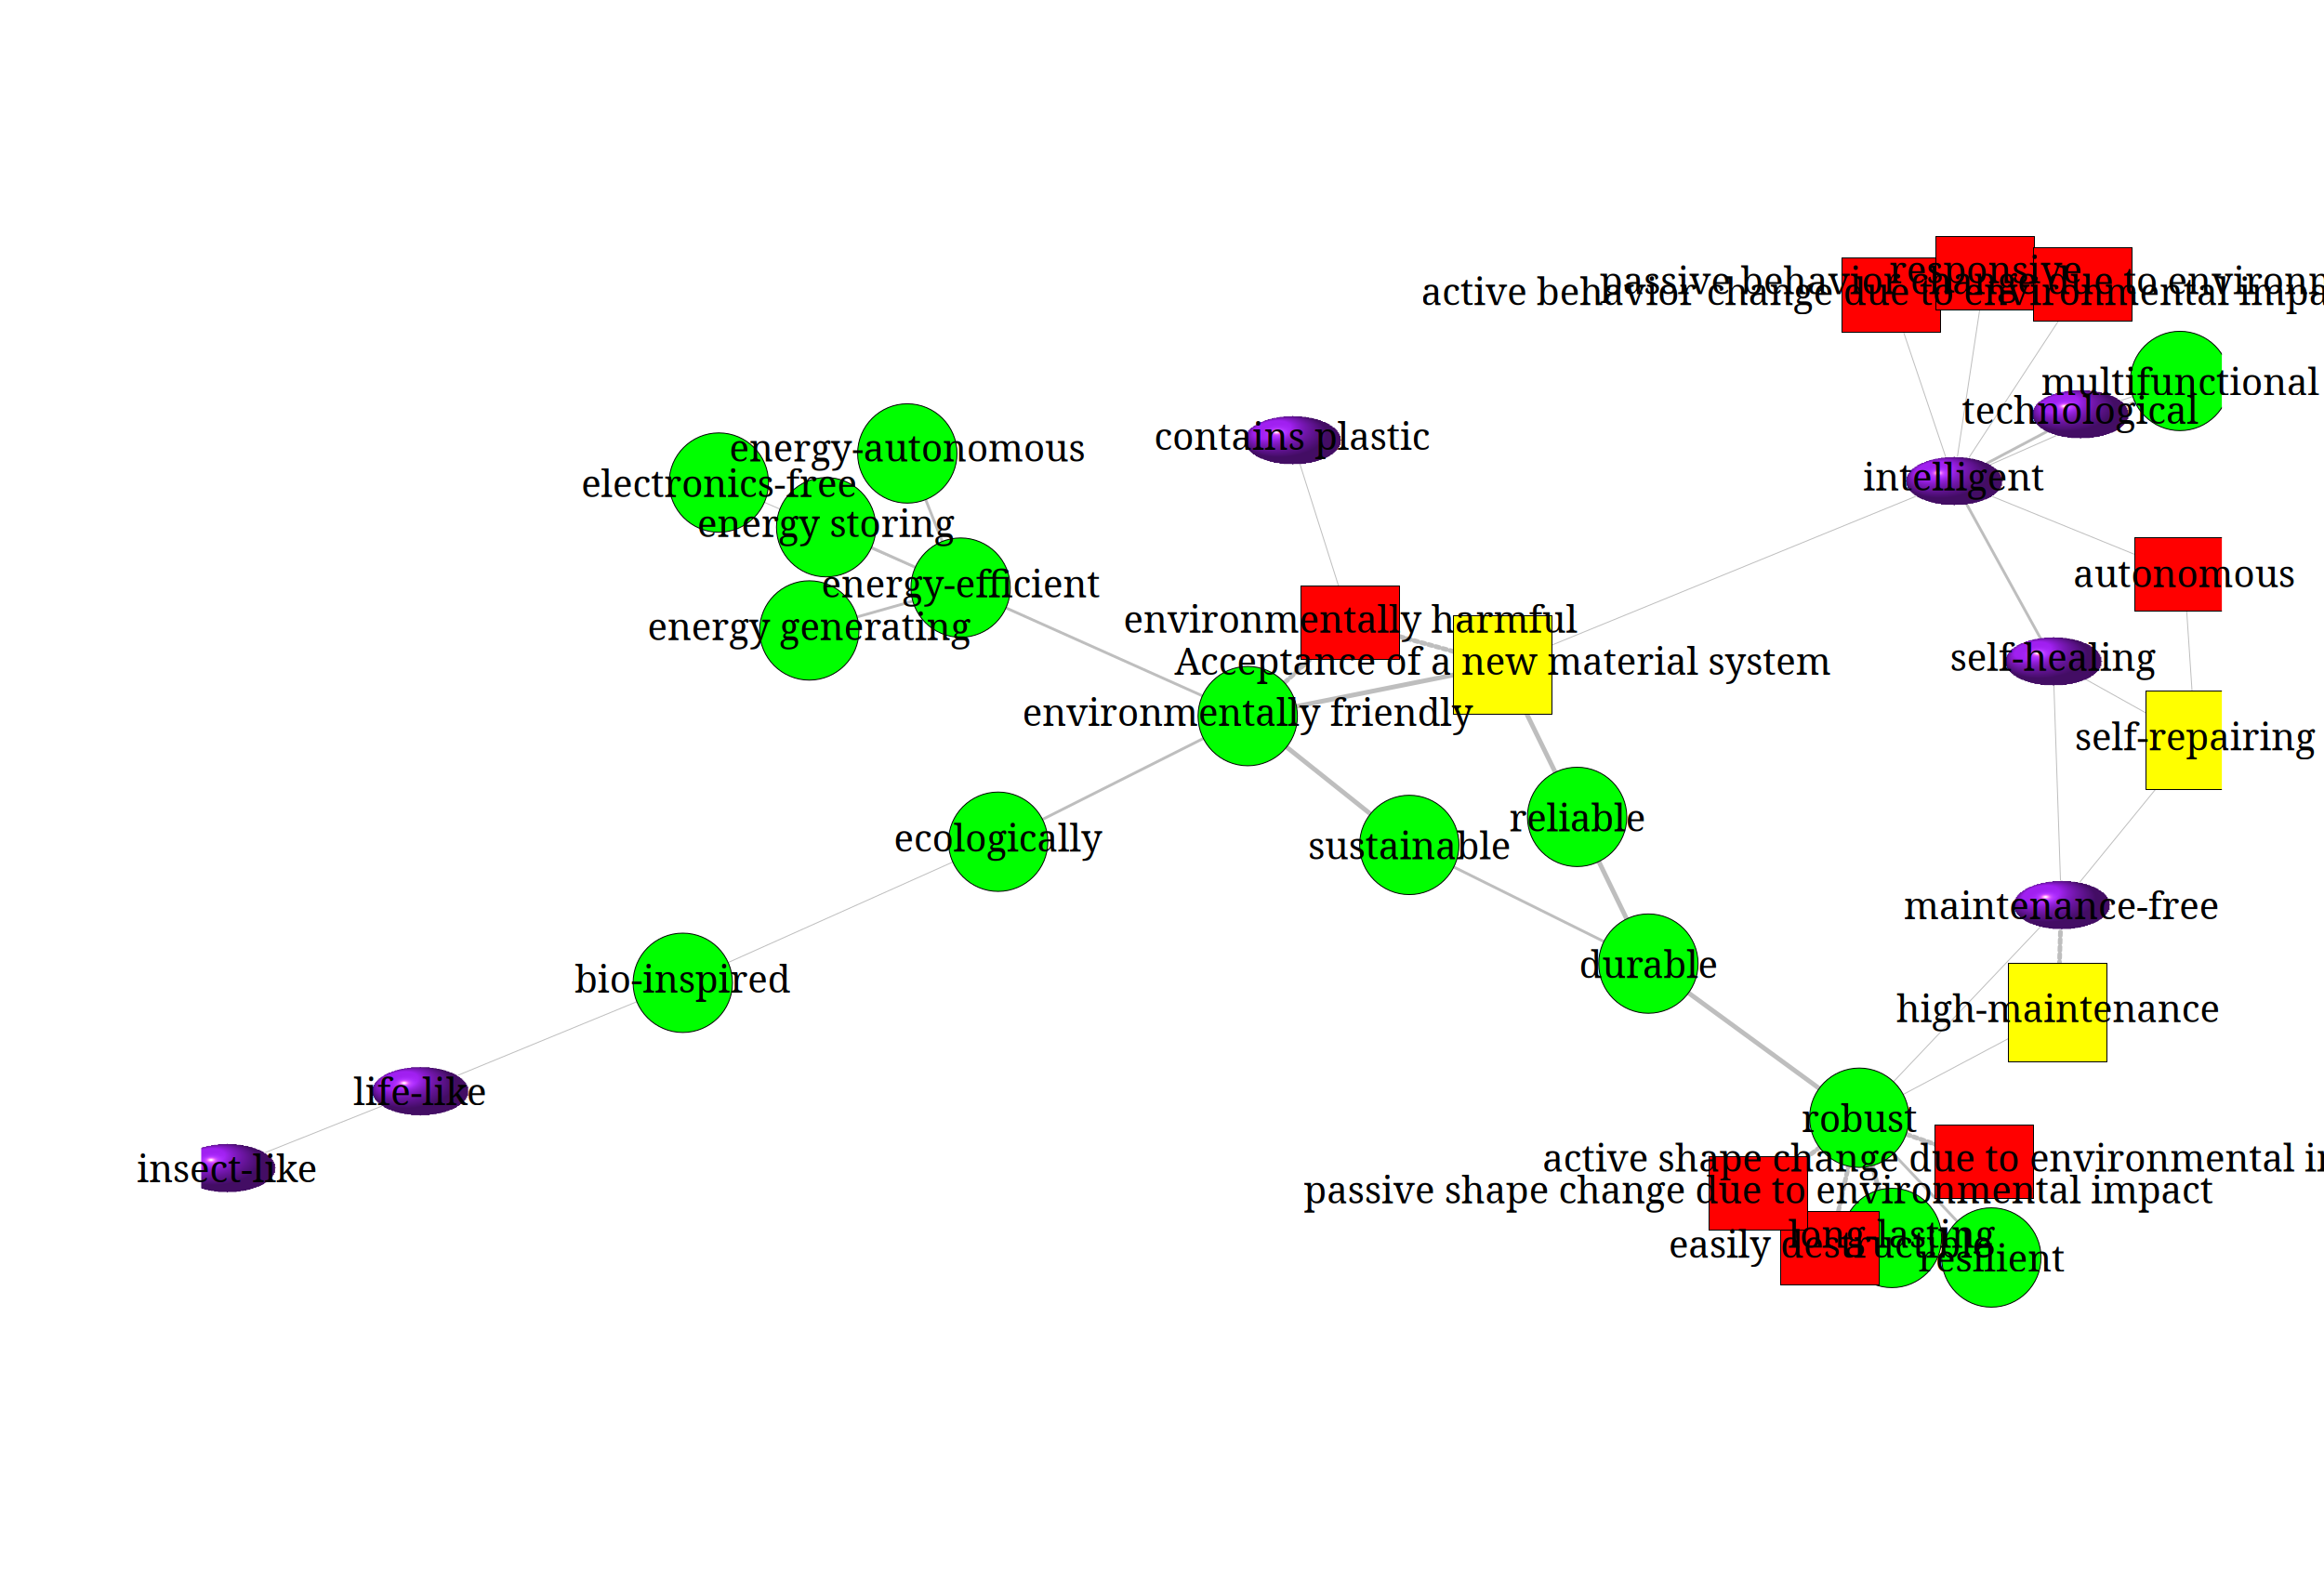 responsive
passive behavior change due to environm
active behavior change due to environmental impa
multifunctional
technological
contains plastic
energy-autonomous
intelligent
electronics-free
energy storing
autonomous
energy-efficient
environmentally harmful
energy generating
self-healing
Acceptance of a new material system
environmentally friendly
self-repairing
reliable
ecologically
sustainable
maintenance-free
durable
bio-inspired
high-maintenance
life-like
robust
active shape change due to environmental in
insect-like
passive shape change due to environmental impact
long-lasting
easily destructible
resilient